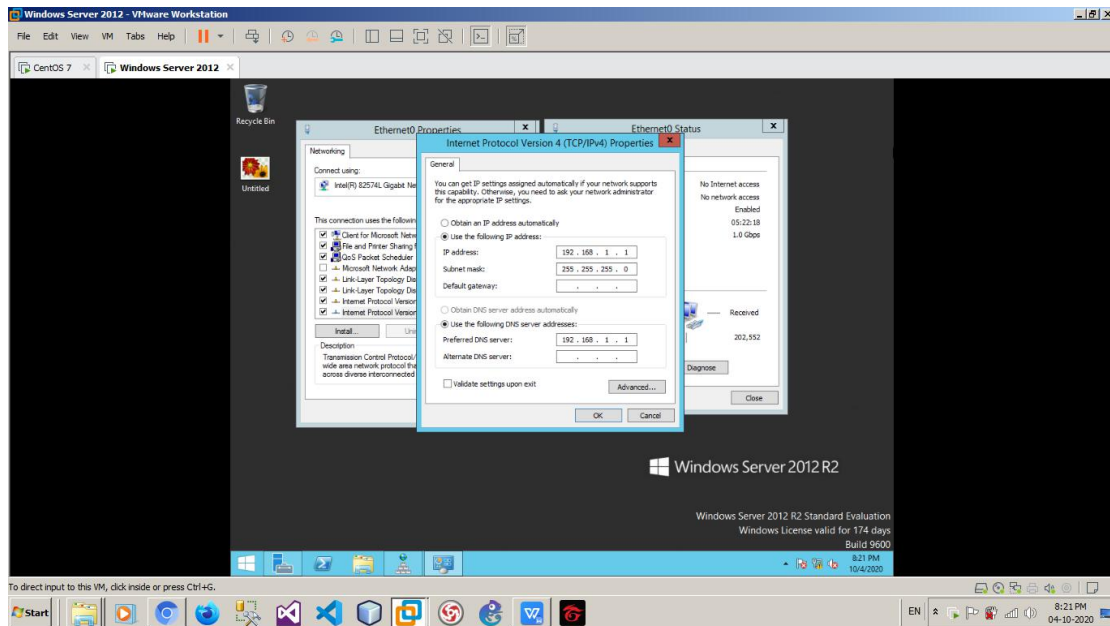 Windows Server 2012 - VMware Workstation
File Edit View VM Tabs Help
CentOS 7
Windows Server 2012
Recycle Bin
Untitled
Ethernet0 Properties
Ethernet0 Status
Networking
Connect using:
Intel(R) 82574L Gigabit Ne
This connection uses the followin
Client for Microsoft Netw
File and Printer Sharing f
QoS Packet Scheduler
Microsoft Network Adap
Link-Layer Topology Dis
Link-Layer Topology Dis
Internet Protocol Version
Internet Protocol Version
Install...
Unin
Description
Transmission Control Protocol/
wide area network protocol tha
across diverse interconnected
Internet Protocol Version 4 (TCP/IPv4) Properties
General
You can get IP settings assigned automatically if your network supports
this capability. Otherwise, you need to ask your network administrator
for the appropriate IP settings.
Obtain an IP address automatically
Use the following IP address:
IP address: 192 . 168 . 1 . 1
Subnet mask: 255 . 255 . 255 . 0
Default gateway: . . .
Obtain DNS server address automatically
Use the following DNS server addresses:
Preferred DNS server: 192 . 168 . 1 . 1
Alternate DNS server: . . .
Validate settings upon exit
Advanced...
OK Cancel
No Internet access
No network access
Enabled
05:22:18
1.0 Gbps
Received
202,552
Diagnose
Close
Windows Server 2012 R2
Windows Server 2012 R2 Standard Evaluation
Windows License valid for 174 days
Build 9600
8:21 PM
10/4/2020
To direct input to this VM, click inside or press Ctrl+G.
Start
EN
8:21 PM
04-10-2020